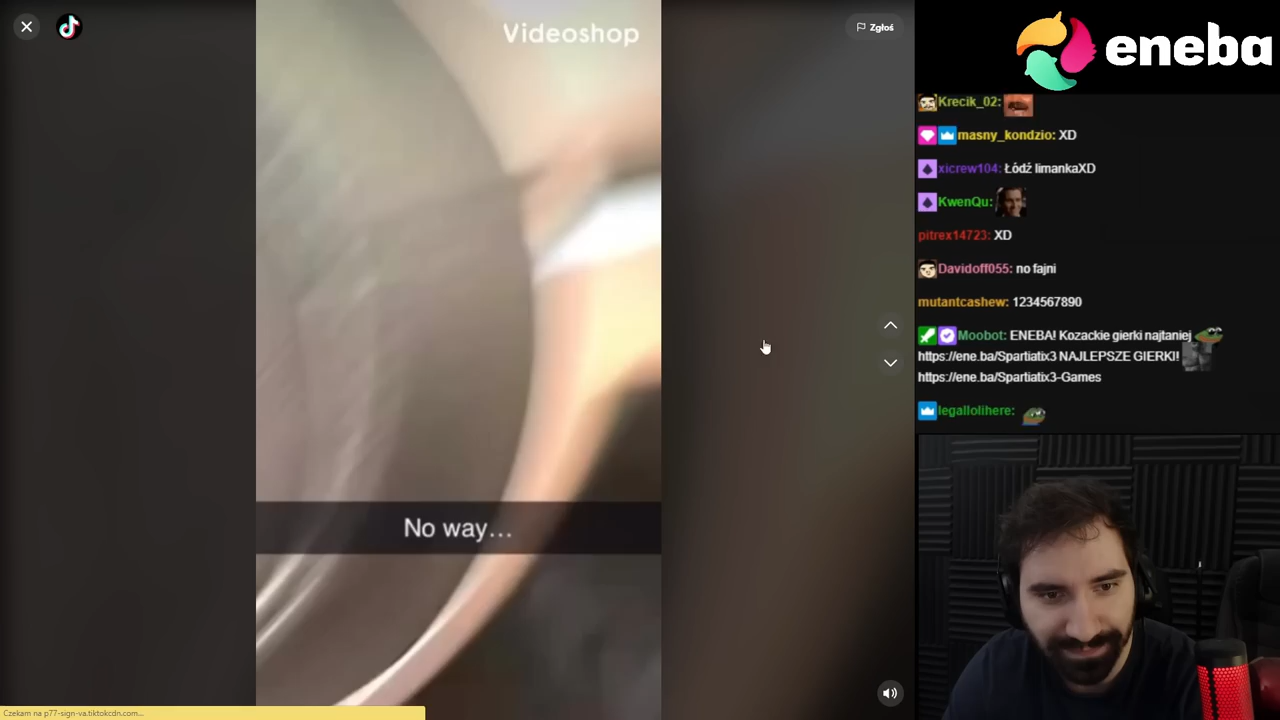 Videoshop
Zgłoś
No way...
Czekam na p77-sign-va.tiktokcdn.com...
eneba
Krecik_02:
masny_kondzio: XD
xicrew104: Łódź limankaXD
KwenQu:
pitrex14723: XD
Davidoff055: no fajni
mutantcashew: 1234567890
Moobot: ENEBA! Kozackie gierki najtaniej
https://ene.ba/Spartiatix3 NAJLEPSZE GIERKI!
https://ene.ba/Spartiatix3-Games
legallolihere: